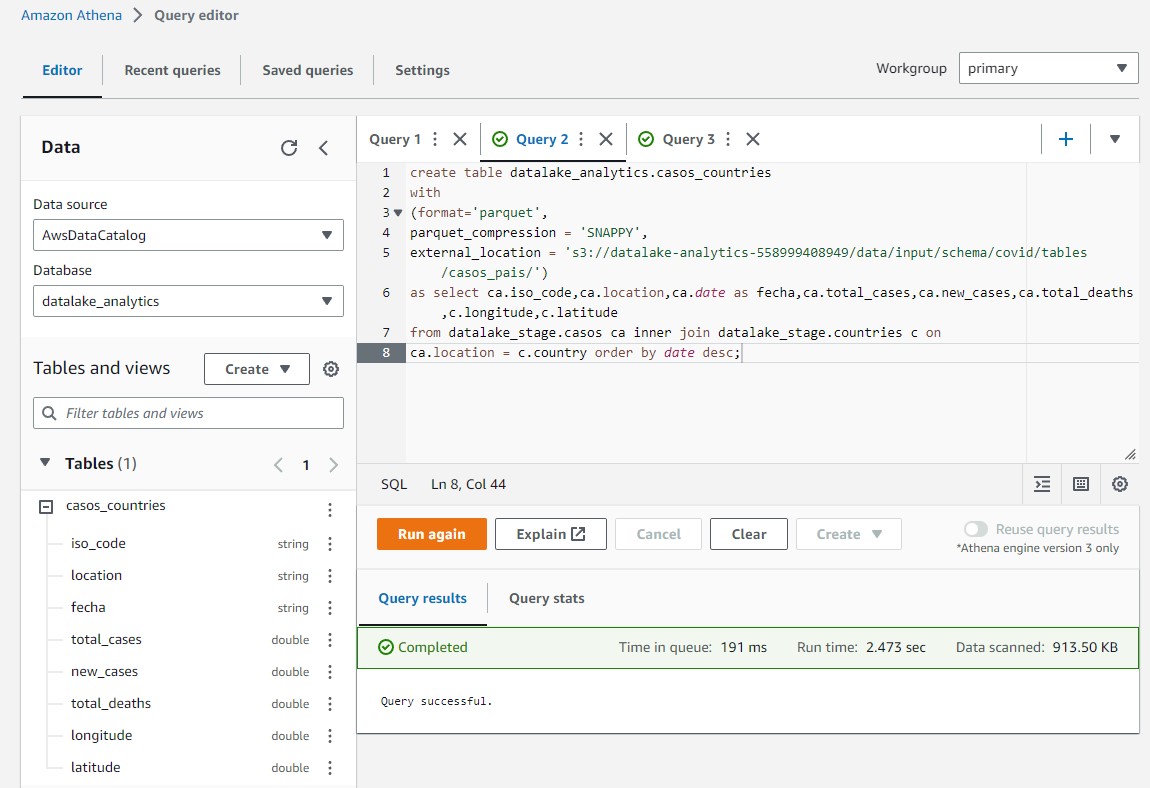 Amazon Athena > Query editor
Editor Recent queries Saved queries Settings
Workgroup primary
Data
Data source
AwsDataCatalog
Database
datalake_analytics
Tables and views Create
Filter tables and views
Tables (1) 1
casos_countries
iso_code string
location string
fecha string
total_cases double
new_cases double
total_deaths double
longitude double
latitude double
Query 1 Query 2 Query 3
1 create table datalake_analytics.casos_countries
2 with
3 (format='parquet',
4 parquet_compression = 'SNAPPY',
5 external_location = 's3://datalake-analytics-558999408949/data/input/schema/covid/tables
/casos_pais/')
6 as select ca.iso_code,ca.location,ca.date as fecha,ca.total_cases,ca.new_cases,ca.total_deaths
,c.longitude,c.latitude
7 from datalake_stage.casos ca inner join datalake_stage.countries c on
8 ca.location = c.country order by date desc;
SQL Ln 8, Col 44
Run again Explain Cancel Clear Create
Reuse query results
*Athena engine version 3 only
Query results Query stats
Completed Time in queue: 191 ms Run time: 2.473 sec Data scanned: 913.50 KB
Query successful.